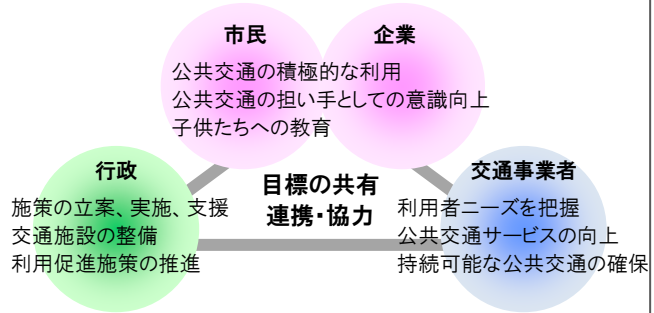 市民
企業
公共交通の積極的な利用
公共交通の担い手としての意識向上
子供たちへの教育
行政
施策の立案、実施、支援
交通施設の整備
利用促進施策の推進
目標の共有
連携・協力
交通事業者
利用者ニーズを把握
公共交通サービスの向上
持続可能な公共交通の確保